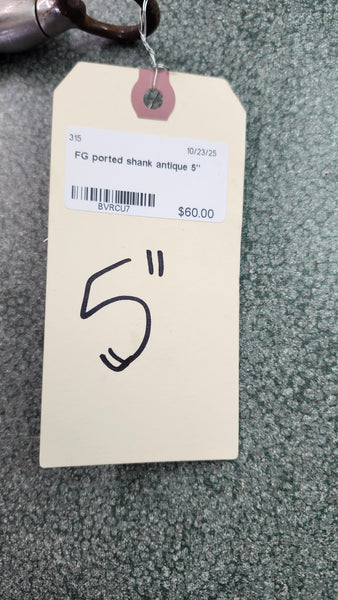 315 10/23/25
FG ported shank antique 5"
BVRCU7 $60.00
5"